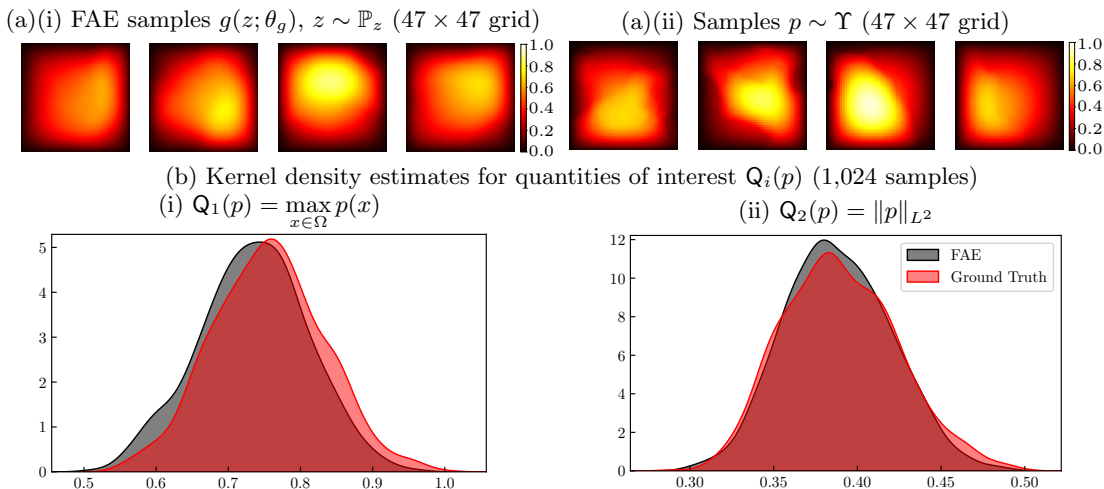 (a)(i) FAE samples g(z; θ_g), z ∼ ℙ_z (47 × 47 grid)
(a)(ii) Samples p ∼ Υ (47 × 47 grid)
1.0
0.8
0.6
0.4
0.2
0.0
1.0
0.8
0.6
0.4
0.2
0.0
(b) Kernel density estimates for quantities of interest Q_i(p) (1,024 samples)
(i) Q_1(p) = max_{x∈Ω} p(x)
5
4
3
2
1
0
0.5 0.6 0.7 0.8 0.9 1.0
(ii) Q_2(p) = ‖p‖_{L^2}
12
10
8
6
4
2
0
FAE
Ground Truth
0.30 0.35 0.40 0.45 0.50